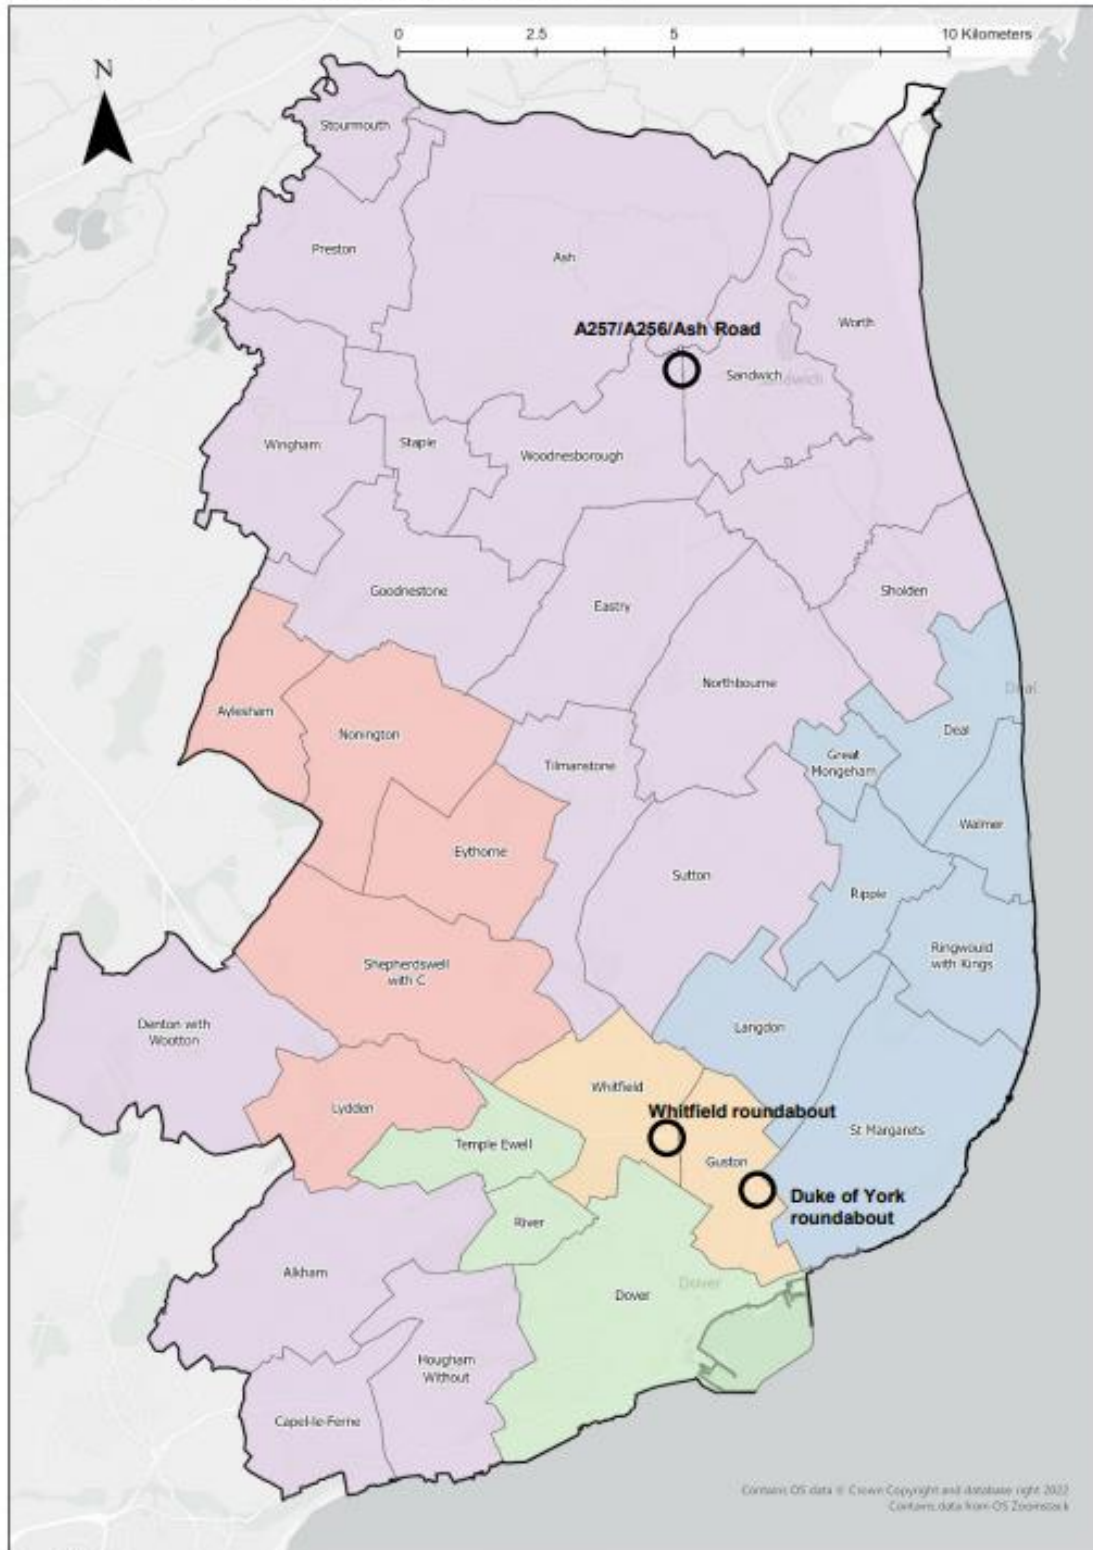 0 2.5 5 10 Kilometers
N
Stourmouth
Preston
Ash
Worth
A257/A256/Ash Road
Sandwich
Sandwich
Wingham
Staple
Woodnesborough
Goodnestone
Eastry
Sholden
Aylesham
Nonington
Northbourne
Deal
Deal
Tilmanstone
Great
Mongeham
Walmer
Eythorne
Sutton
Ripple
Ringwould
with Kings
Shepherdswell
with C
Denton with
Wootton
Langdon
Whitfield
Lydden
Whitfield roundabout
St Margarets
Temple Ewell
Guston
Duke of York
roundabout
River
Alkham
Dover
Dover
Hougham
Without
Capel-le-Ferne
Contains OS data © Crown Copyright and database right 2022
Contains data from OS Zoomstack